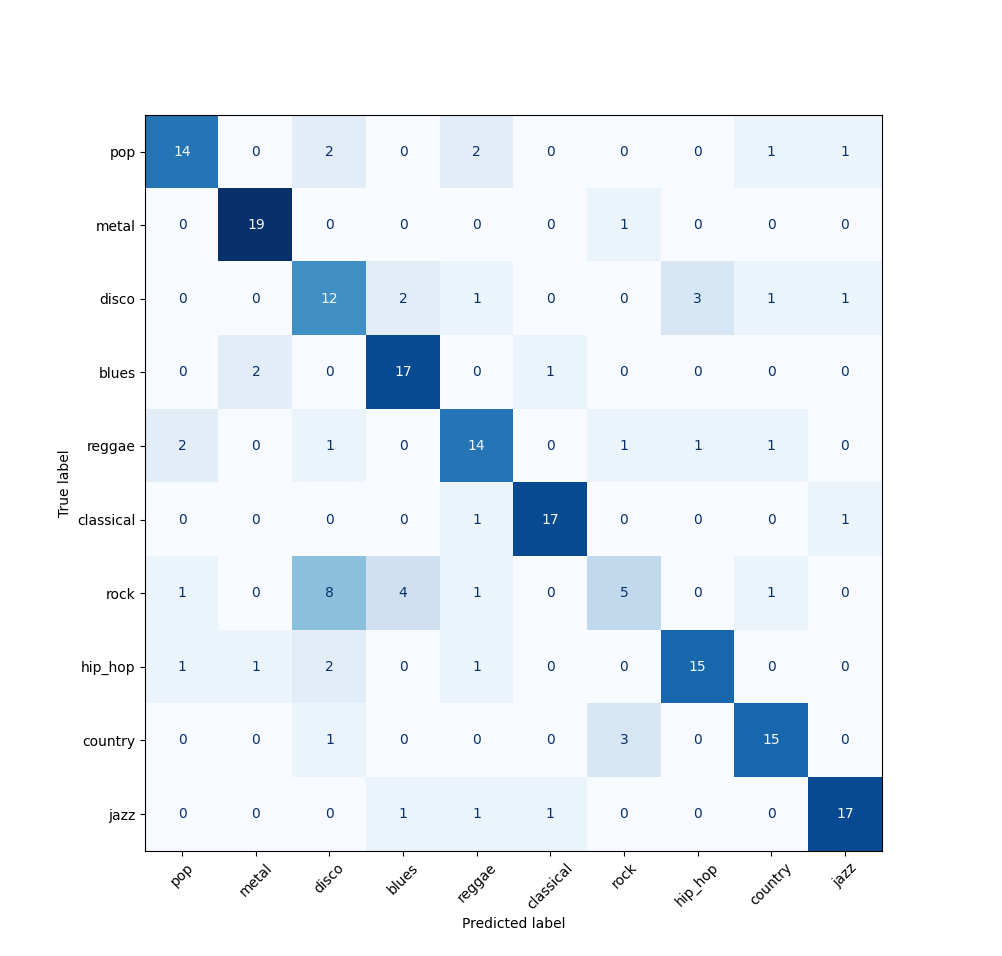 pop 14 0 2 0 2 0 0 0 1 1
metal 0 19 0 0 0 0 1 0 0 0
disco 0 0 12 2 1 0 0 3 1 1
blues 0 2 0 17 0 1 0 0 0 0
reggae 2 0 1 0 14 0 1 1 1 0
True label
classical 0 0 0 0 1 17 0 0 0 1
rock 1 0 8 4 1 0 5 0 1 0
hip_hop 1 1 2 0 1 0 0 15 0 0
country 0 0 1 0 0 0 3 0 15 0
jazz 0 0 0 1 1 1 0 0 0 17
pop metal disco blues reggae classical rock hip_hop country jazz
Predicted label